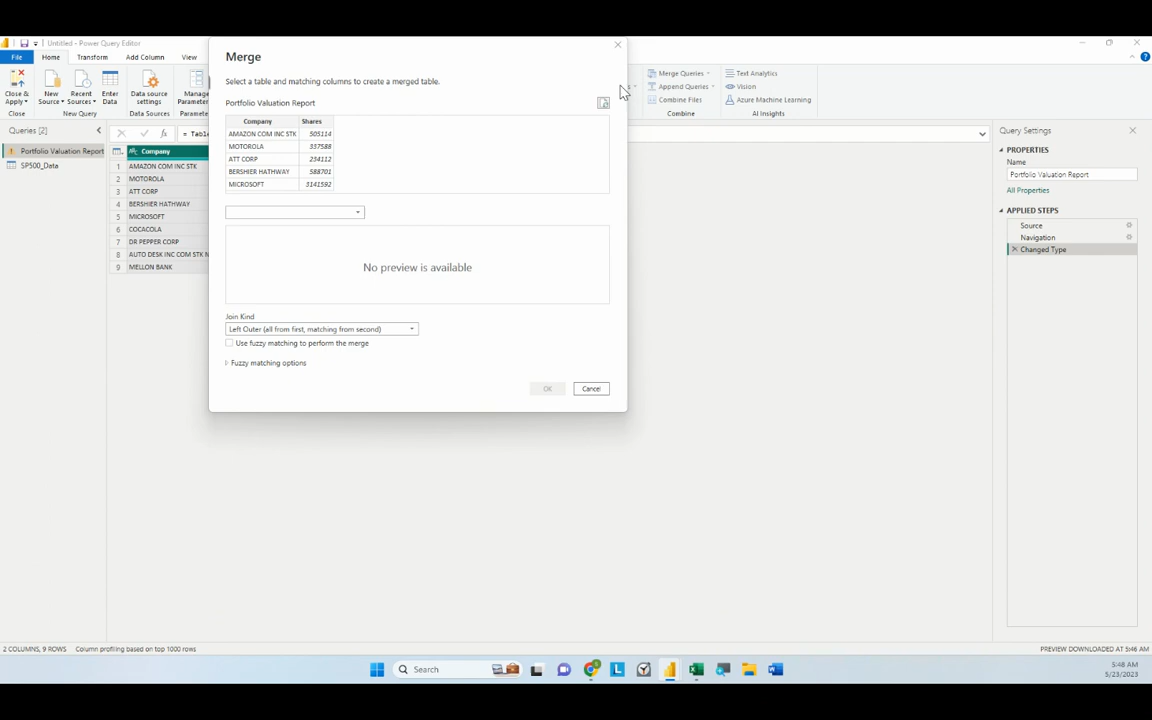 Untitled - Power Query Editor
File Home Transform Add Column View
Close & Apply
New Source
Recent Sources
Enter Data
Data source settings
Manage Parameter
Merge Queries
Append Queries
Combine Files
Text Analytics
Vision
Azure Machine Learning
Close
New Query
Data Sources
Combine
AI Insights
Queries [2]
Portfolio Valuation Report
SP500_Data
fx
Company
1 AMAZON COM INC STK
2 MOTOROLA
3 ATT CORP
4 BERSHIER HATHWAY
5 MICROSOFT
6 COCACOLA
7 DR PEPPER CORP
8 AUTO DESK INC COM STK N
9 MELLON BANK
Merge
Select a table and matching columns to create a merged table.
Portfolio Valuation Report
Company Shares
AMAZON COM INC STK 505114
MOTOROLA 337588
ATT CORP 234112
BERSHIER HATHWAY 588701
MICROSOFT 3141592
No preview is available
Join Kind
Left Outer (all from first, matching from second)
Use fuzzy matching to perform the merge
Fuzzy matching options
OK Cancel
Query Settings
PROPERTIES
Name
Portfolio Valuation Report
All Properties
APPLIED STEPS
Source
Navigation
Changed Type
2 COLUMNS, 9 ROWS Column profiling based on top 1000 rows
PREVIEW DOWNLOADED AT 5:46 AM
Search
5:48 AM
5/23/2023